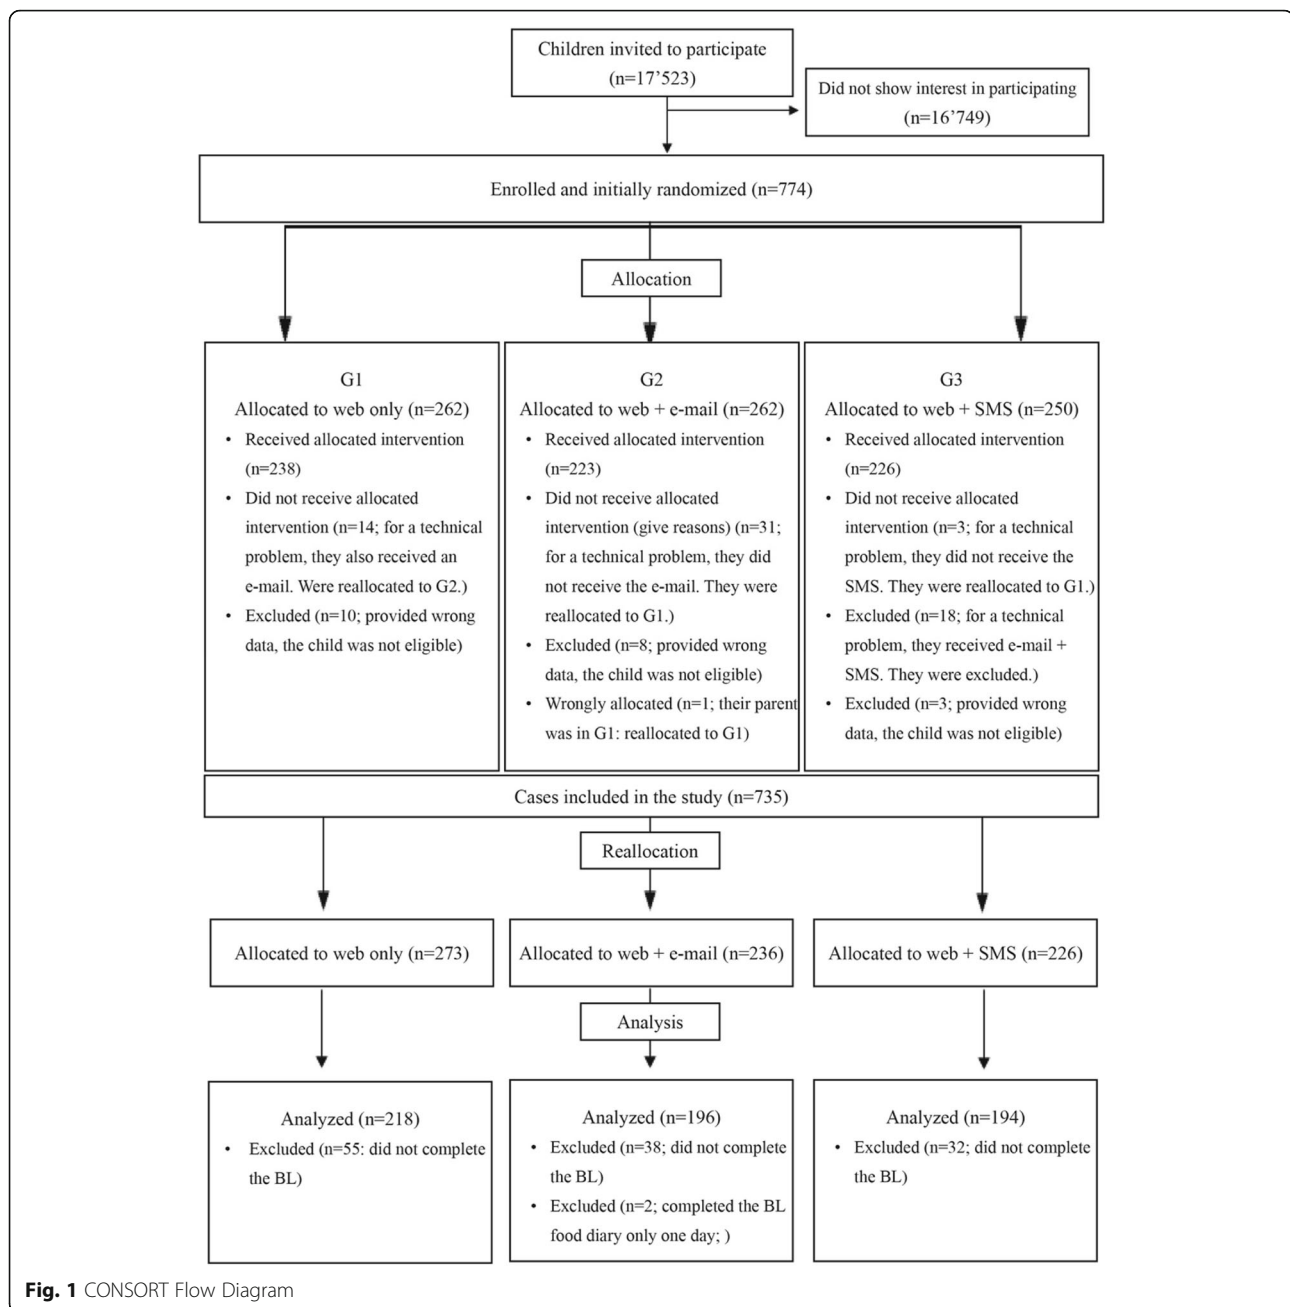 Children invited to participate
(n=17’523)
Did not show interest in participating
(n=16’749)
Enrolled and initially randomized (n=774)
Allocation
G1
Allocated to web only (n=262)
• Received allocated intervention
(n=238)
• Did not receive allocated
intervention (n=14; for a technical
problem, they also received an
e-mail. Were reallocated to G2.)
• Excluded (n=10; provided wrong
data, the child was not eligible)
G2
Allocated to web + e-mail (n=262)
• Received allocated intervention
(n=223)
• Did not receive allocated
intervention (give reasons) (n=31;
for a technical problem, they did
not receive the e-mail. They were
reallocated to G1.)
• Excluded (n=8; provided wrong
data, the child was not eligible)
• Wrongly allocated (n=1; their parent
was in G1: reallocated to G1)
G3
Allocated to web + SMS (n=250)
• Received allocated intervention
(n=226)
• Did not receive allocated
intervention (n=3; for a technical
problem, they did not receive the
SMS. They were reallocated to G1.)
• Excluded (n=18; for a technical
problem, they received e-mail +
SMS. They were excluded.)
• Excluded (n=3; provided wrong
data, the child was not eligible)
Cases included in the study (n=735)
Reallocation
Allocated to web only (n=273)
Allocated to web + e-mail (n=236)
Allocated to web + SMS (n=226)
Analysis
Analyzed (n=218)
• Excluded (n=55: did not complete
the BL)
Analyzed (n=196)
• Excluded (n=38; did not complete
the BL)
• Excluded (n=2; completed the BL
food diary only one day; )
Analyzed (n=194)
• Excluded (n=32; did not complete
the BL)
Fig. 1 CONSORT Flow Diagram